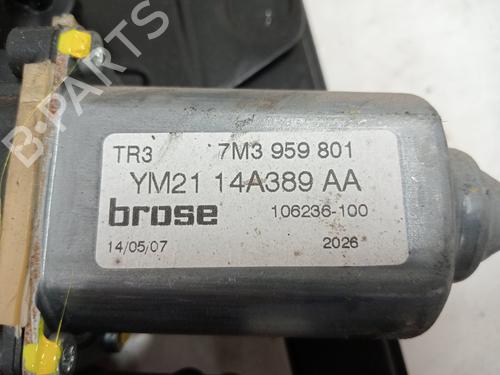 B-PARTS
TR3 7M3 959 801
YM21 14A389 AA
brose 106236-100
14/05/07 2026